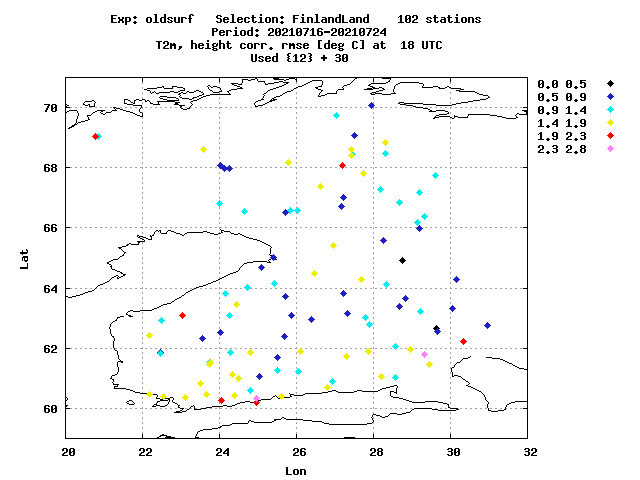 Exp: oldsurf   Selection: FinlandLand    102 stations
Period: 20210716-20210724
T2m, height corr. rmse [deg C] at  18 UTC
Used {12} + 30
0.0 0.5
0.5 0.9
0.9 1.4
1.4 1.9
1.9 2.3
2.3 2.8
70
68
66
64
62
60
Lat
20 22 24 26 28 30 32
Lon